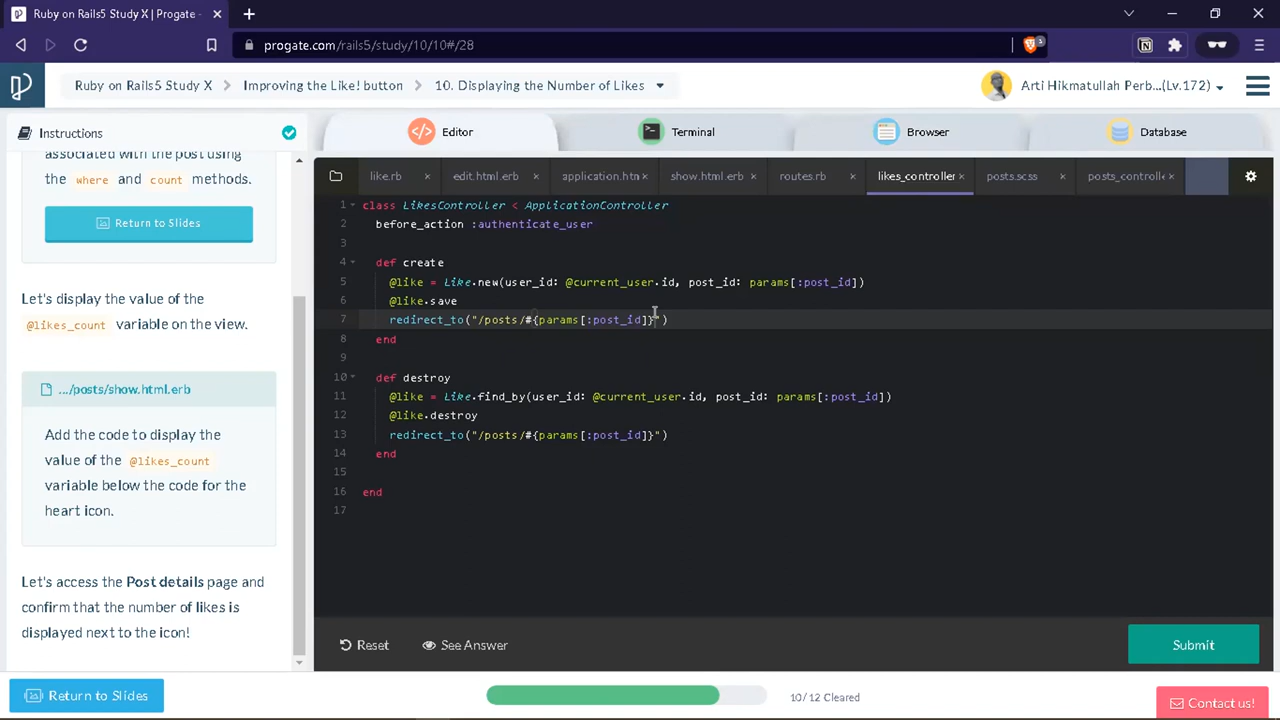 Ruby on Rails5 Study X | Progate -
progate.com/rails5/study/10/10#/28
3
Ruby on Rails5 Study X
Improving the Like! button
10. Displaying the Number of Likes
Arti Hikmatullah Perb...(Lv.172)
Instructions
associated with the post using
the where and count methods.
Return to Slides
Let's display the value of the
@likes_count variable on the view.
.../posts/show.html.erb
Add the code to display the
value of the @likes_count
variable below the code for the
heart icon.
Let's access the Post details page and
confirm that the number of likes is
displayed next to the icon!
Editor
Terminal
Browser
Database
like.rb
edit.html.erb
application.htm
show.html.erb
routes.rb
likes_controller
posts.scss
posts_controlle
1 class LikesController < ApplicationController
2 before_action :authenticate_user
3
4 def create
5 @like = Like.new(user_id: @current_user.id, post_id: params[:post_id])
6 @like.save
7 redirect_to("/posts/#{params[:post_id]}")
8 end
9
10 def destroy
11 @like = Like.find_by(user_id: @current_user.id, post_id: params[:post_id])
12 @like.destroy
13 redirect_to("/posts/#{params[:post_id]}")
14 end
15
16 end
17
Reset
See Answer
Submit
Return to Slides
10/12 Cleared
Contact us!